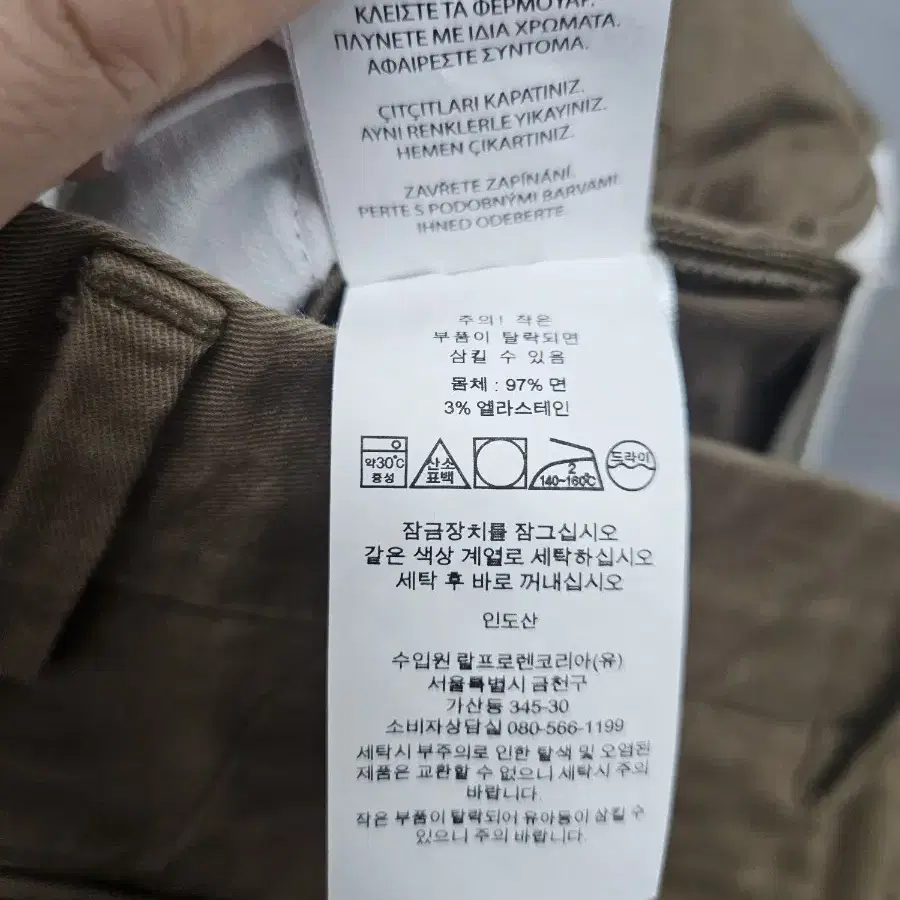 ΚΛΕΙΣΤΕ ΤΑ ΦΕΡΜΟΥΑΡ.
ΠΛΥΝΕΤΕ ΜΕ ΙΔΙΑ ΧΡΩΜΑΤΑ.
ΑΦΑΙΡΕΣΤΕ ΣΥΝΤΟΜΑ.
ÇITÇITLARI KAPATINIZ.
AYNI RENKLERLE YIKAYINIZ.
HEMEN ÇIKARTINIZ.
ZAVŘETE ZAPÍNÁNÍ.
PERTE S PODOBNÝMI BARVAMI.
IHNED ODEBERTE.
주의! 작은
부품이 탈락되면
삼킬 수 있음
몸체 : 97% 면
3% 엘라스테인
약30℃ 중성
산소 표백
2 140~160℃
드라이
잠금장치를 잠그십시오
같은 색상 계열로 세탁하십시오
세탁 후 바로 꺼내십시오
인도산
수입원 랄프로렌코리아(유)
서울특별시 금천구
가산동 345-30
소비자상담실 080-566-1199
세탁시 부주의로 인한 탈색 및 오염된
제품은 교환할 수 없으니 세탁시 주의
바랍니다.
작은 부품이 탈락되어 유아등이 삼킬 수
있으니 주의 바랍니다.